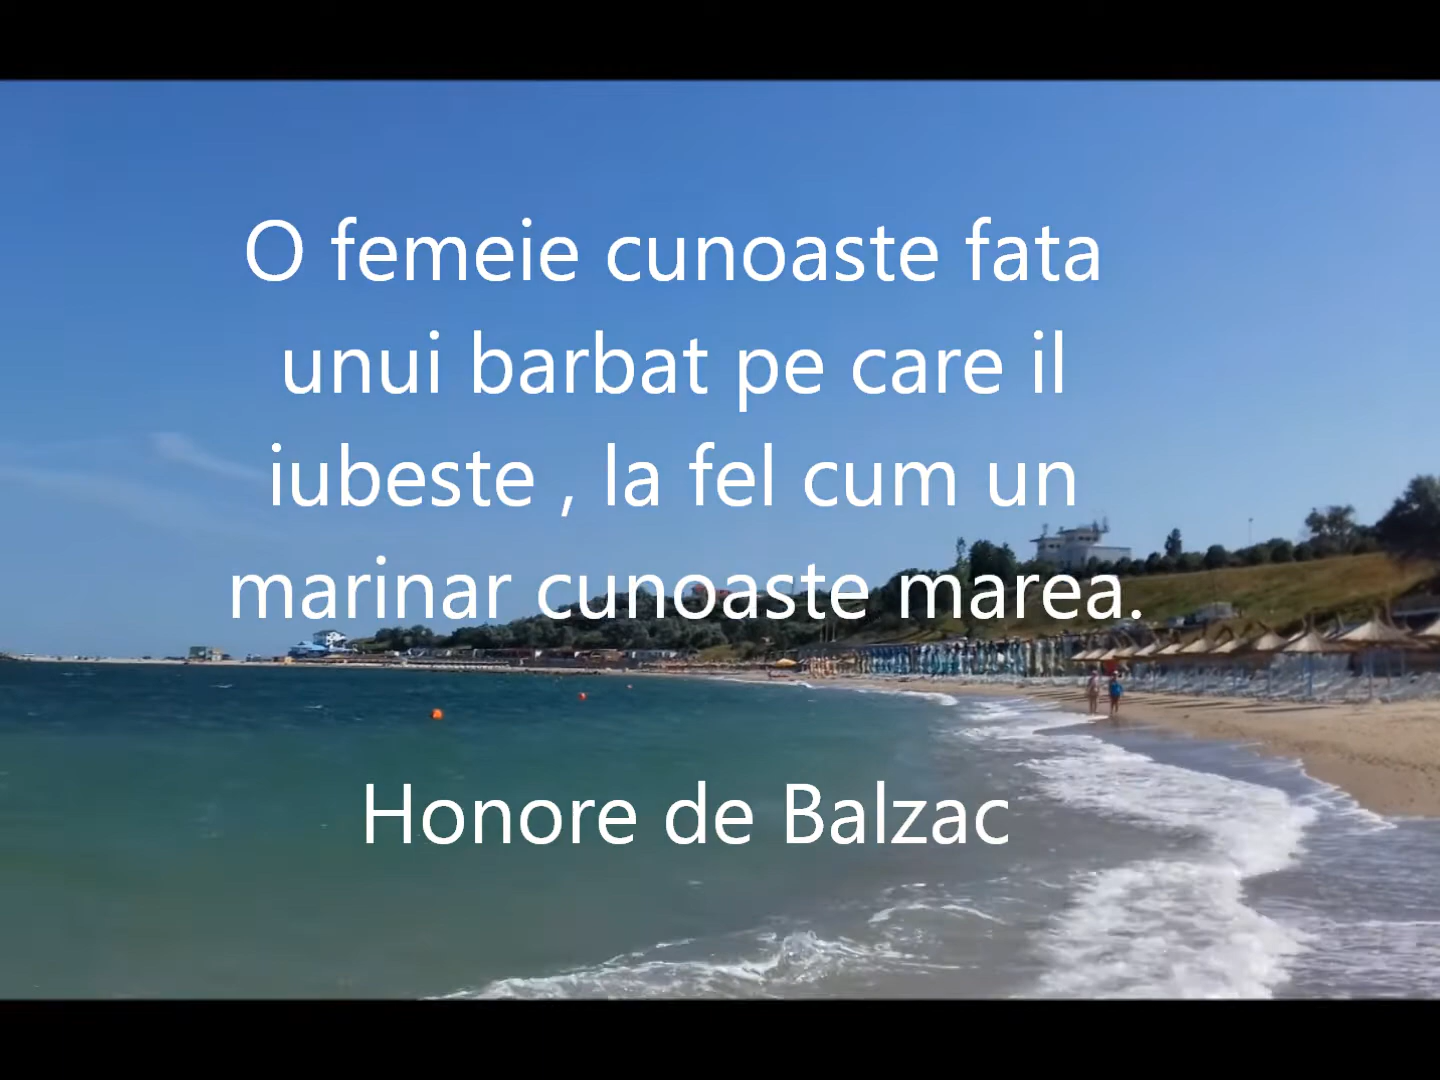 O femeie cunoaste fata
unui barbat pe care il
iubeste , la fel cum un
marinar cunoaste marea.
Honore de Balzac